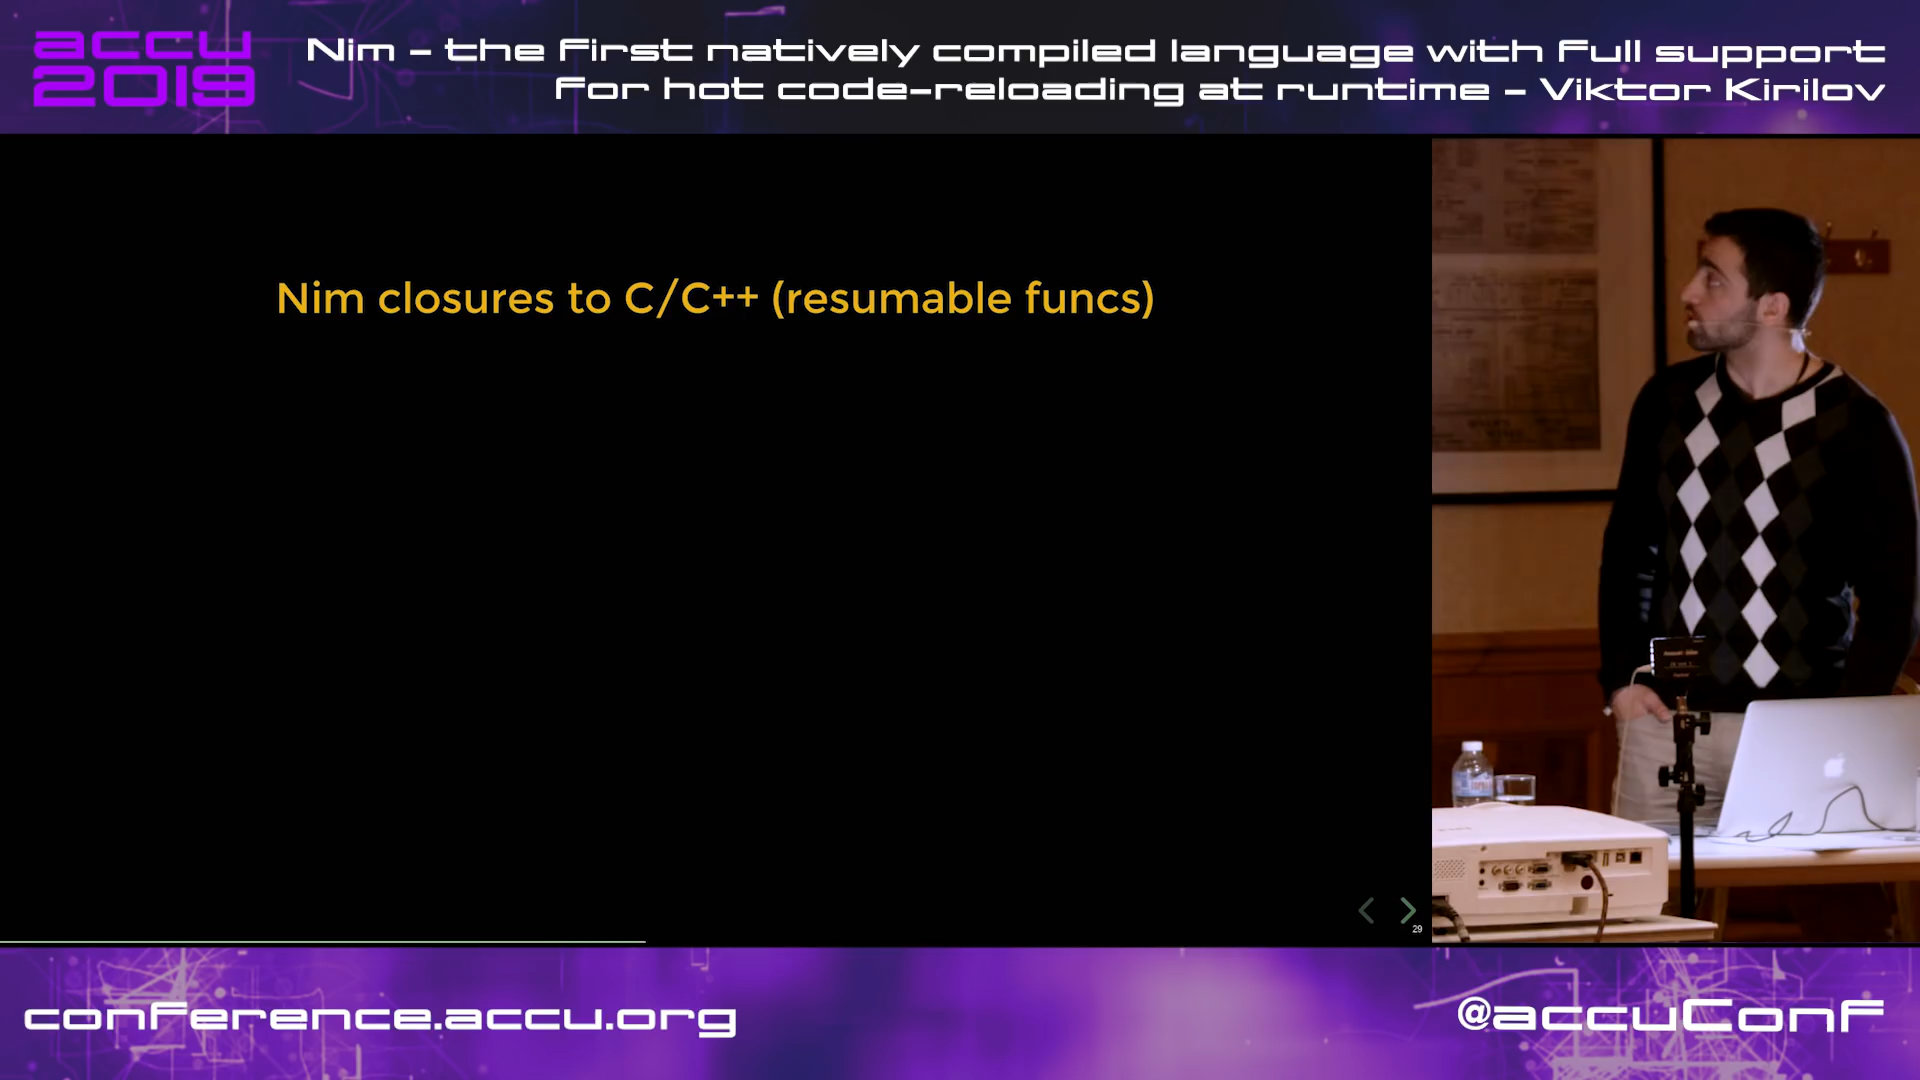 accu
2019
Nim - the first natively compiled language with full support
for hot code-reloading at runtime - Viktor Kirilov
Nim closures to C/C++ (resumable funcs)
29
conference.accu.org
@accuConf